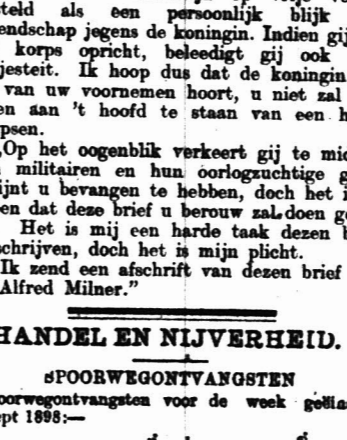 steld als een persoonlijk blijk
endschap jegens de koningin. Indien gij
korps opricht, beleedigt gij ook
jesteit. Ik hoop dus dat de koningin
van uw voornemen hoort, u niet zal
en aan 't hoofd te staan van een h
psen.
„Op het oogenblik verkeert gij te mid
militairen en hun oorlogzuchtige g
ijnt u bevangen te hebben, doch het i
en dat deze brief u berouw zal doen g
Het is mij een harde taak dezen b
schrijven, doch het is mijn plicht.
Ik zend een afschrift van dezen brief
Alfred Milner."
HANDEL EN NIJVERHEID.
SPOORWEGONTVANGSTEN
oorwegontvangsten voor de week
ept 1898:—